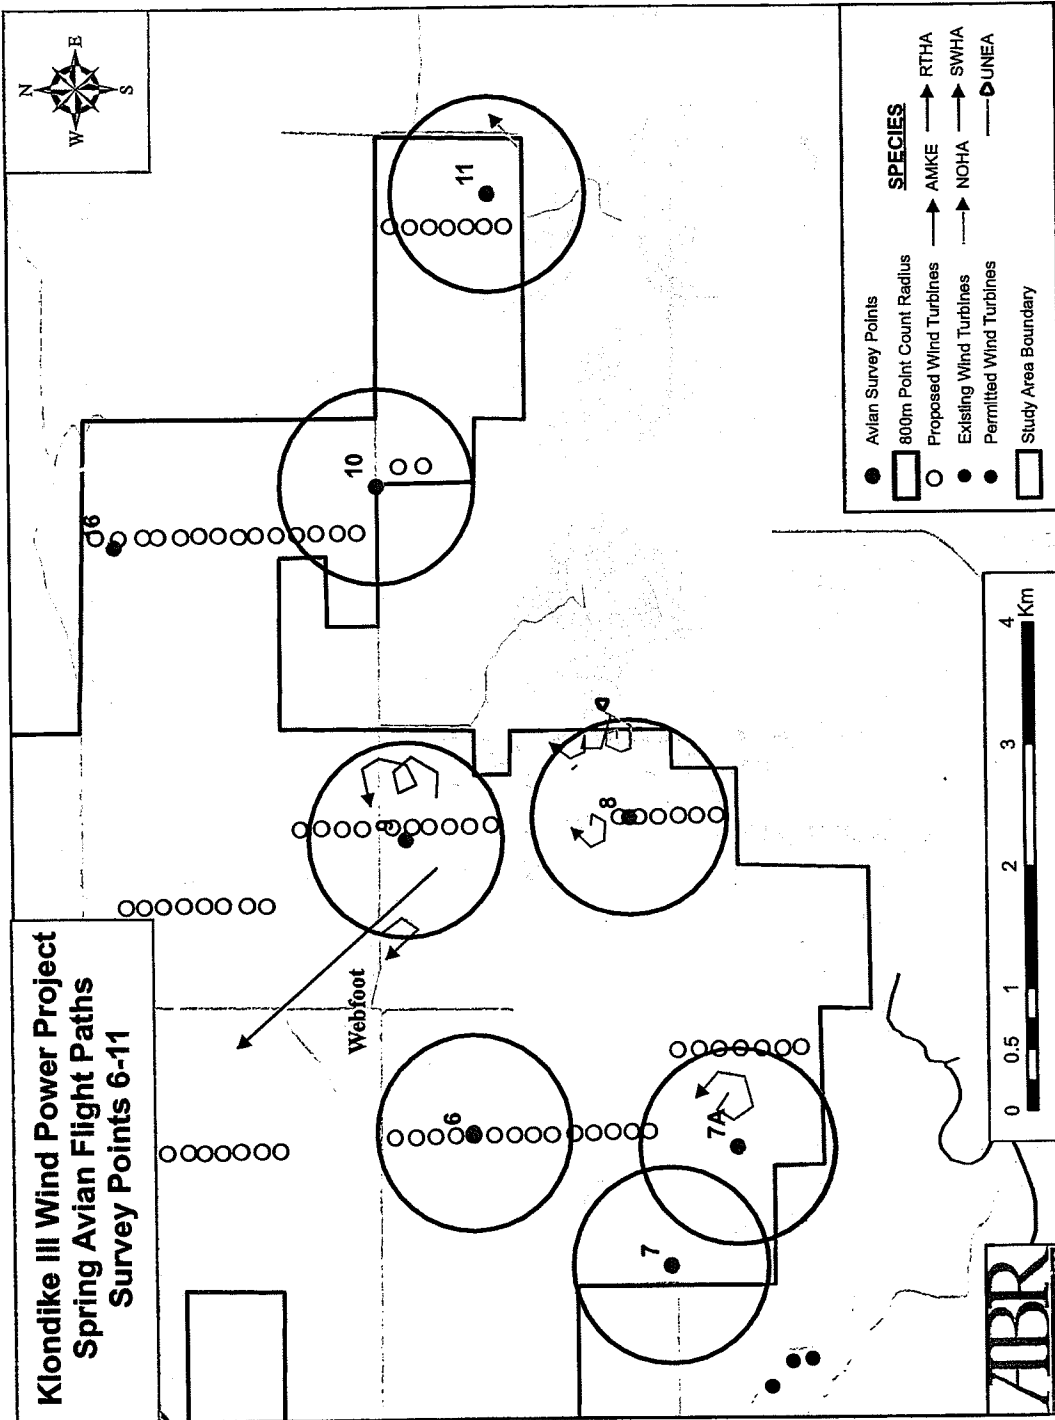 Klondike III Wind Power Project
Spring Avian Flight Paths
Survey Points 6-11
N
E
S
W
11
10
6
9
8
Webfoot
6
7A
7
SPECIES
Avian Survey Points
800m Point Count Radius
Proposed Wind Turbines
Existing Wind Turbines
Permitted Wind Turbines
Study Area Boundary
AMKE
RTHA
NOHA
SWHA
UNEA
0 0.5 1 2 3 4
Km
ABR